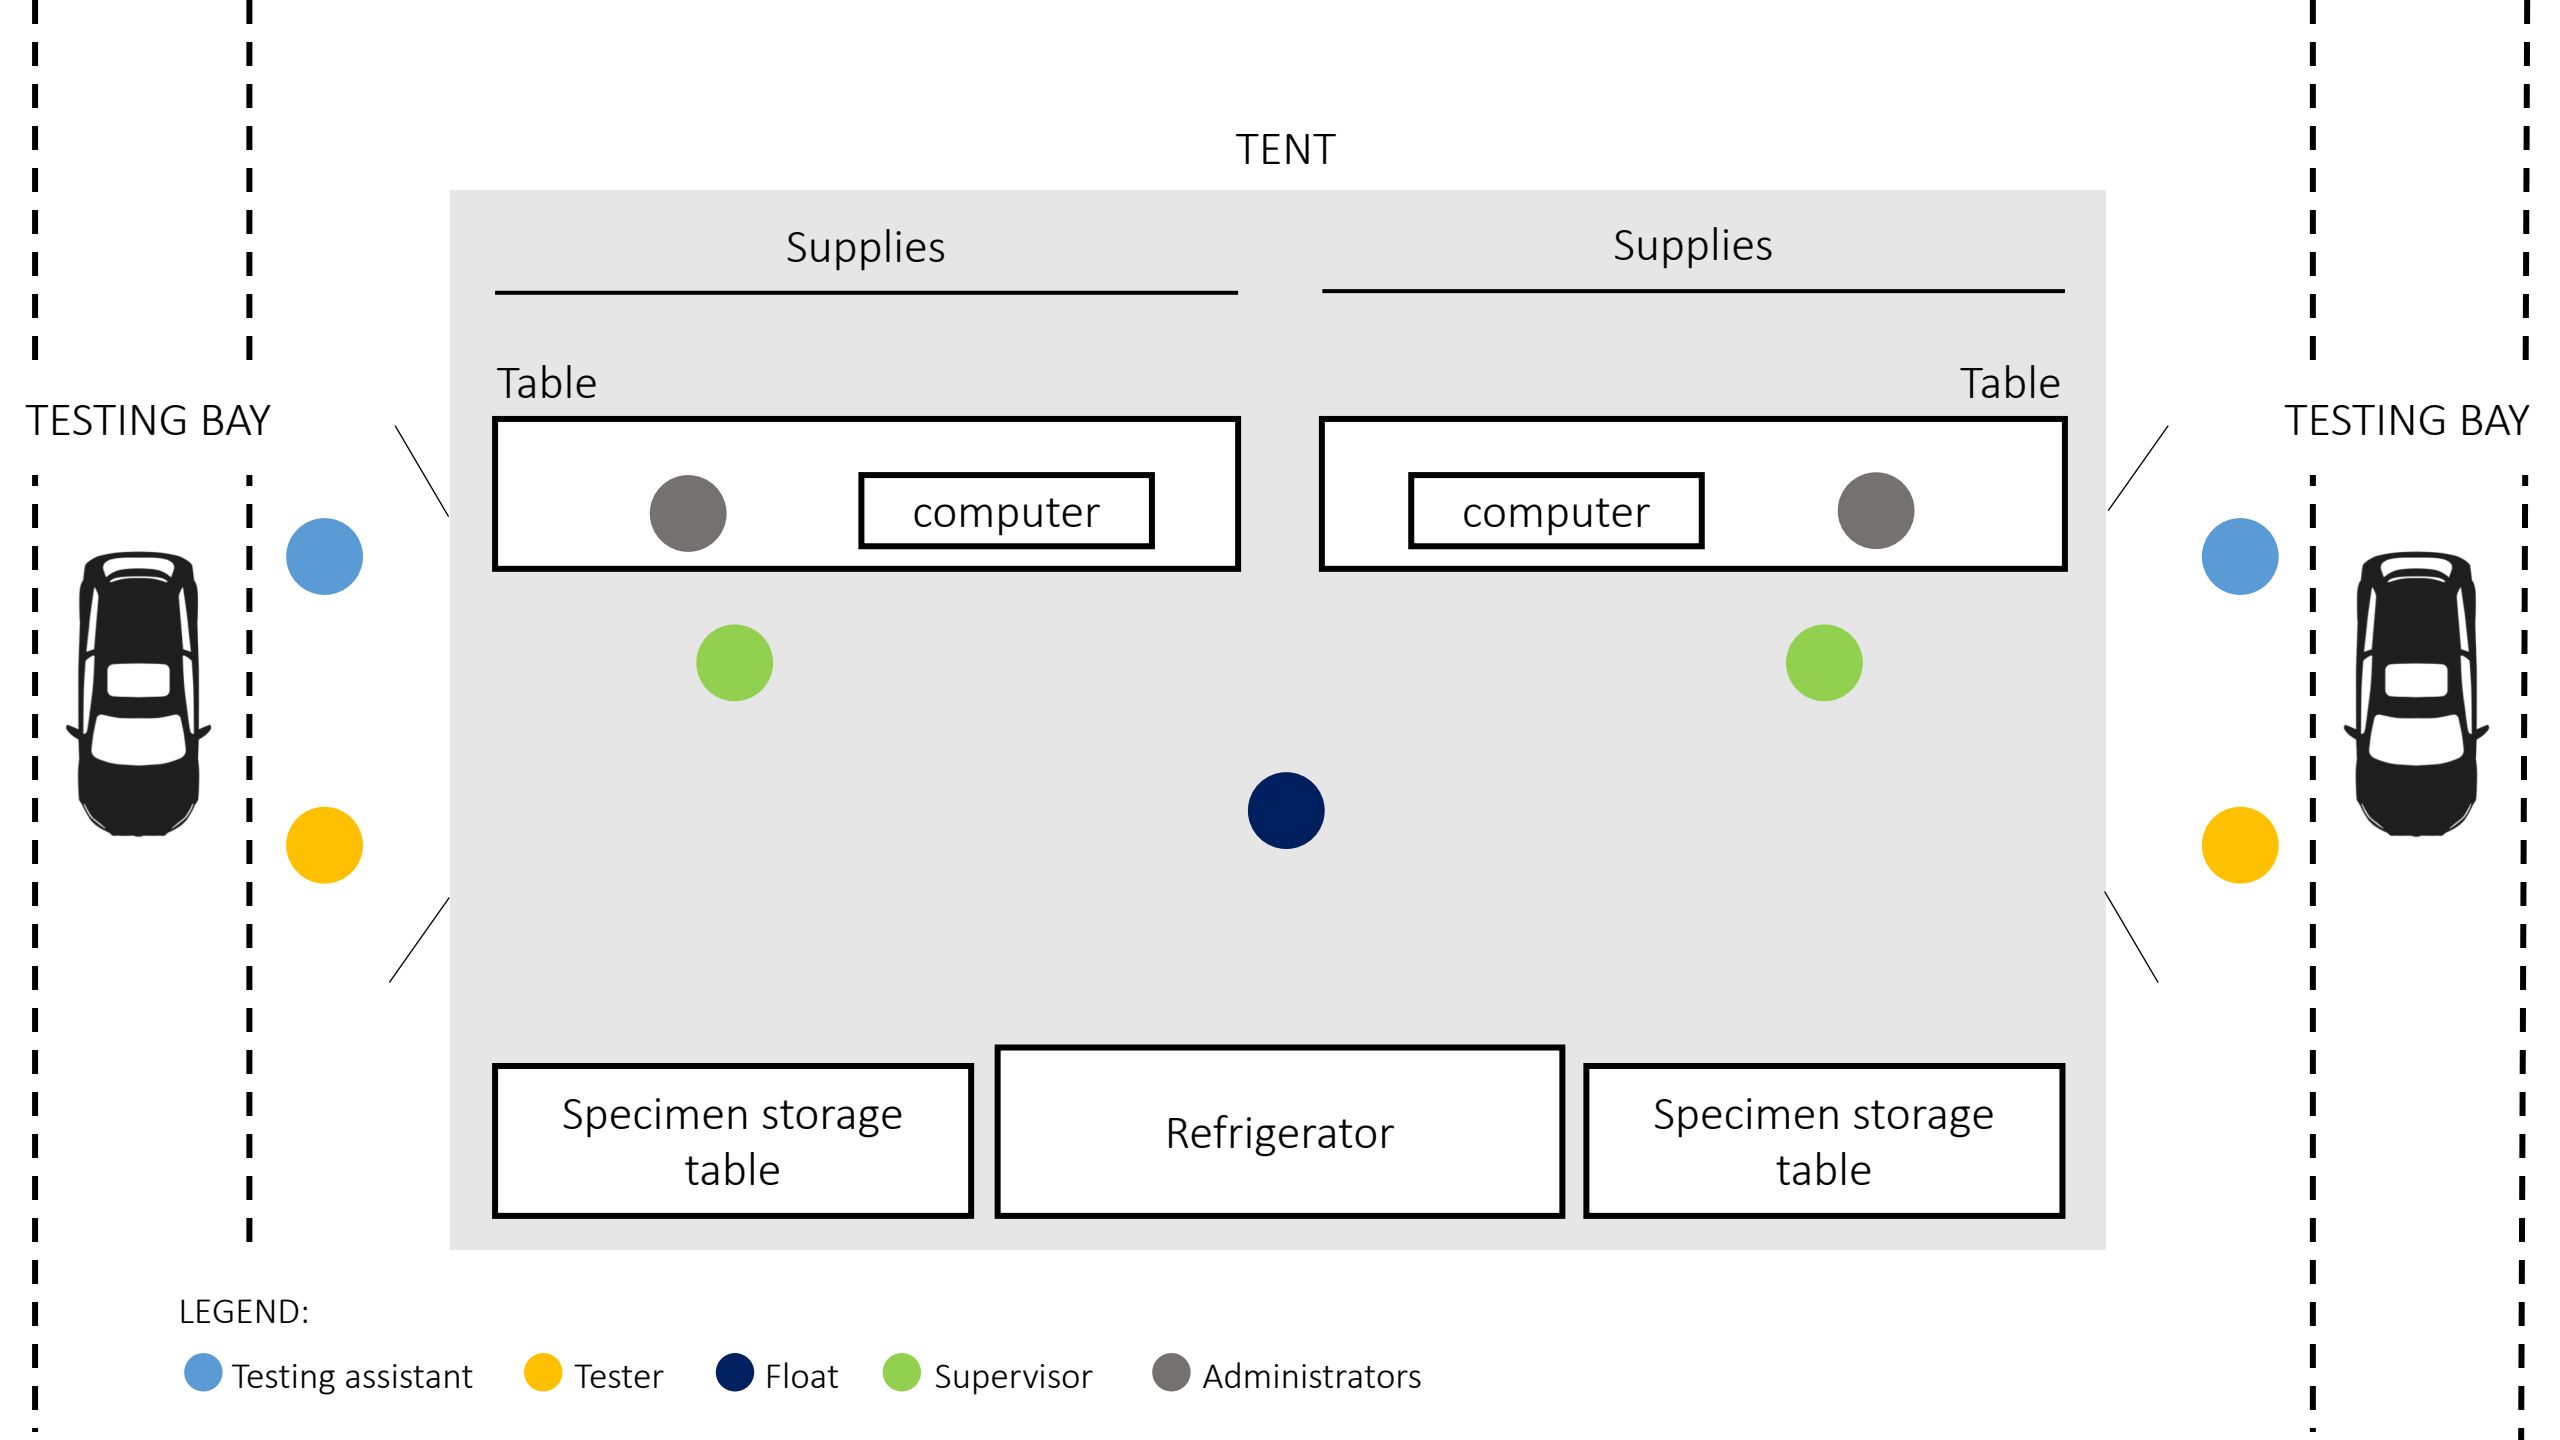 TENT
Supplies
Supplies
Table
Table
TESTING BAY
TESTING BAY
computer
computer
Specimen storage
table
Refrigerator
Specimen storage
table
LEGEND:
Testing assistant
Tester
Float
Supervisor
Administrators